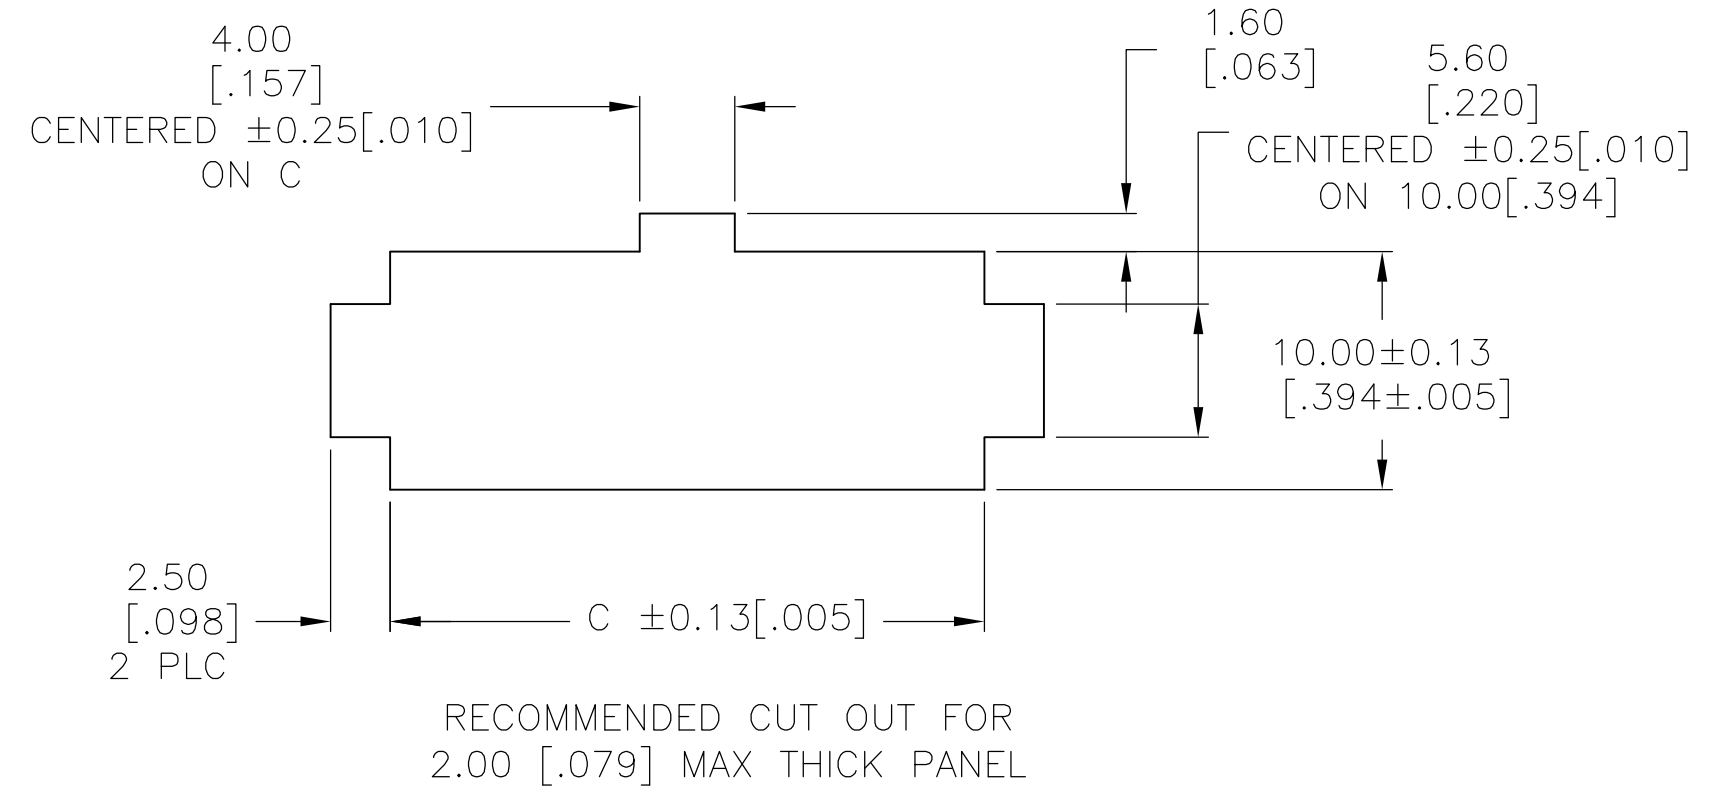 4.00
[.157]
CENTERED ±0.25[.010]
ON C
1.60
[.063]
5.60
[.220]
CENTERED ±0.25[.010]
ON 10.00[.394]
10.00±0.13
[.394±.005]
2.50
[.098]
2 PLC
C ±0.13[.005]
RECOMMENDED CUT OUT FOR
2.00 [.079] MAX THICK PANEL